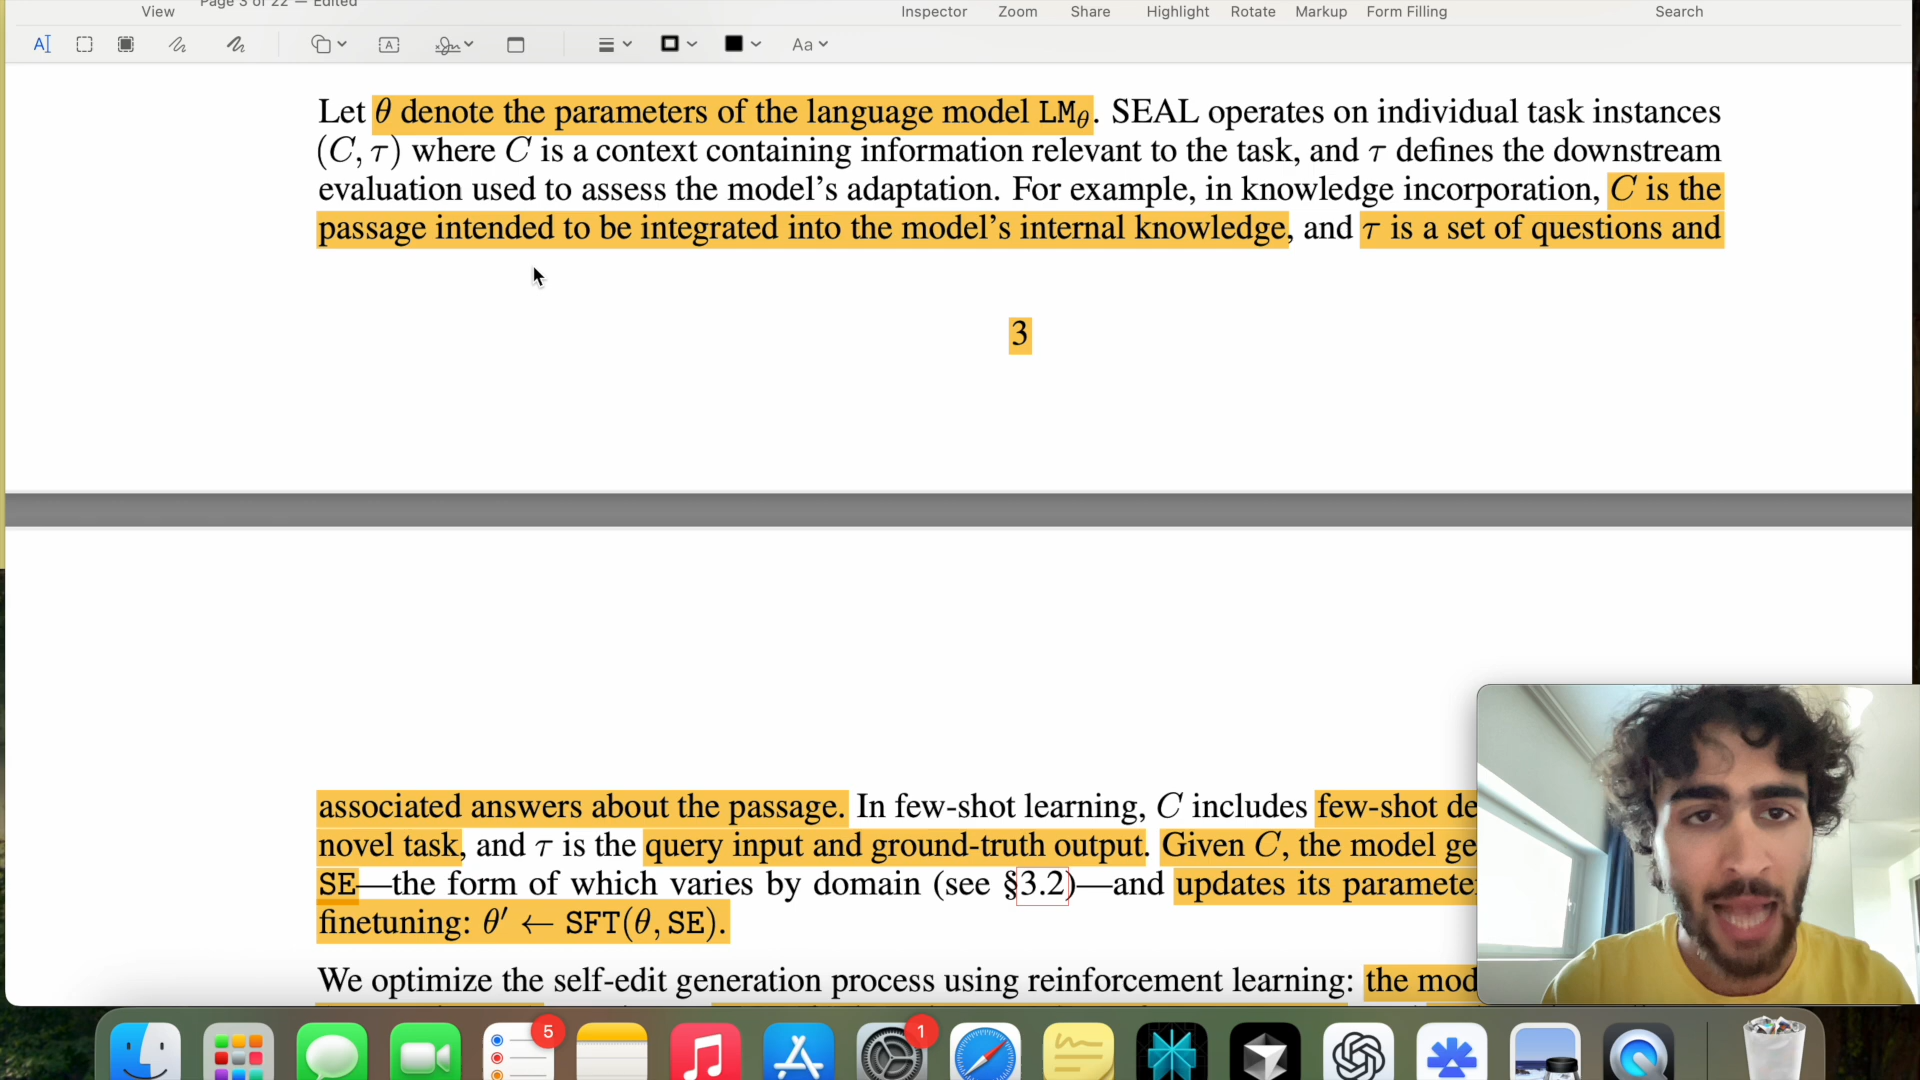 Page 3 of 22 — Edited
View
Inspector
Zoom
Share
Highlight
Rotate
Markup
Form Filling
Search
Aa
Let θ denote the parameters of the language model LMθ. SEAL operates on individual task instances
(C, τ) where C is a context containing information relevant to the task, and τ defines the downstream
evaluation used to assess the model’s adaptation. For example, in knowledge incorporation, C is the
passage intended to be integrated into the model’s internal knowledge, and τ is a set of questions and
3
associated answers about the passage. In few-shot learning, C includes few-shot de
novel task, and τ is the query input and ground-truth output. Given C, the model ge
SE—the form of which varies by domain (see §3.2)—and updates its paramete
finetuning: θ′ ← SFT(θ, SE).
We optimize the self-edit generation process using reinforcement learning: the mod
5
1